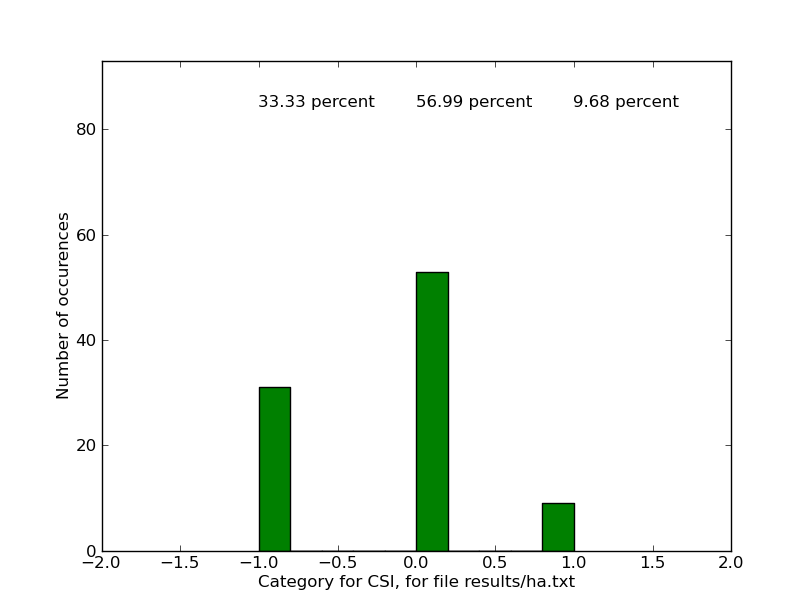 33.33 percent 56.99 percent 9.68 percent
80
60
40
20
0
Number of occurences
−2.0 −1.5 −1.0 −0.5 0.0 0.5 1.0 1.5 2.0
Category for CSI, for file results/ha.txt